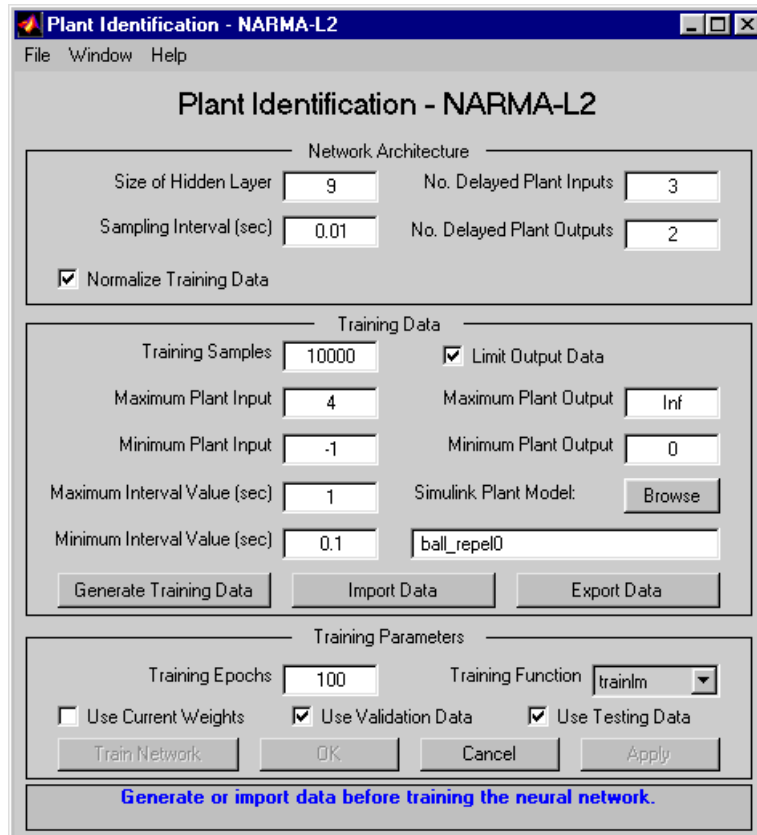 Plant Identification - NARMA-L2
File Window Help
Plant Identification - NARMA-L2
Network Architecture
Size of Hidden Layer 9 No. Delayed Plant Inputs 3
Sampling Interval (sec) 0.01 No. Delayed Plant Outputs 2
Normalize Training Data
Training Data
Training Samples 10000 Limit Output Data
Maximum Plant Input 4 Maximum Plant Output Inf
Minimum Plant Input -1 Minimum Plant Output 0
Maximum Interval Value (sec) 1 Simulink Plant Model: Browse
Minimum Interval Value (sec) 0.1 ball_repel0
Generate Training Data Import Data Export Data
Training Parameters
Training Epochs 100 Training Function trainlm
Use Current Weights Use Validation Data Use Testing Data
Train Network OK Cancel Apply
Generate or import data before training the neural network.